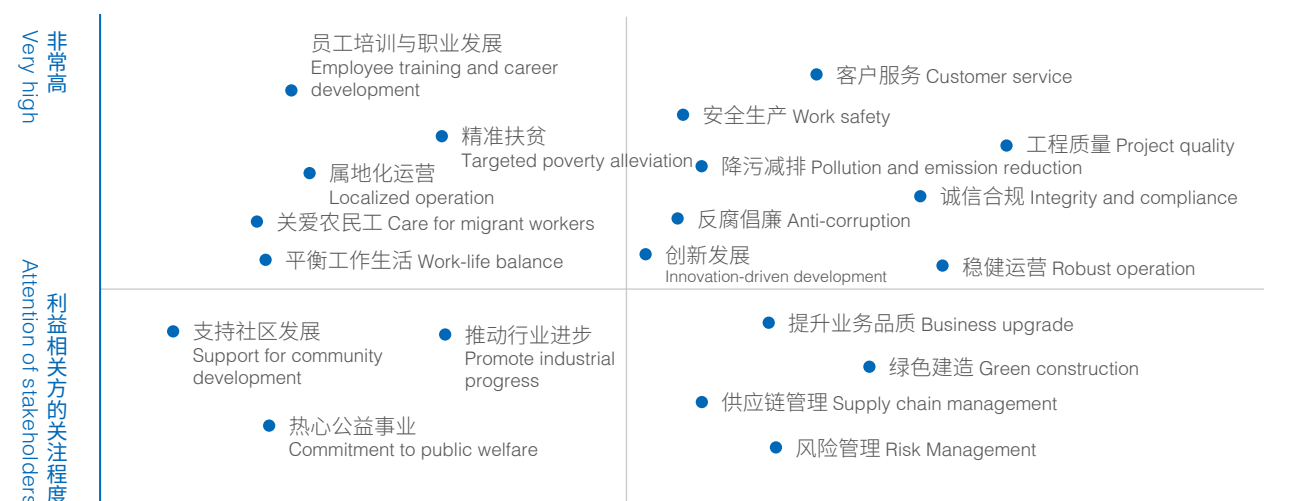 非常高
Very high
利益相关方的关注程度
Attention of stakeholders
员工培训与职业发展
Employee training and career
development
精准扶贫
Targeted poverty alleviation
属地化运营
Localized operation
关爱农民工 Care for migrant workers
平衡工作生活 Work-life balance
客户服务 Customer service
安全生产 Work safety
工程质量 Project quality
降污减排 Pollution and emission reduction
诚信合规 Integrity and compliance
反腐倡廉 Anti-corruption
创新发展
Innovation-driven development
稳健运营 Robust operation
支持社区发展
Support for community
development
推动行业进步
Promote industrial
progress
热心公益事业
Commitment to public welfare
提升业务品质 Business upgrade
绿色建造 Green construction
供应链管理 Supply chain management
风险管理 Risk Management